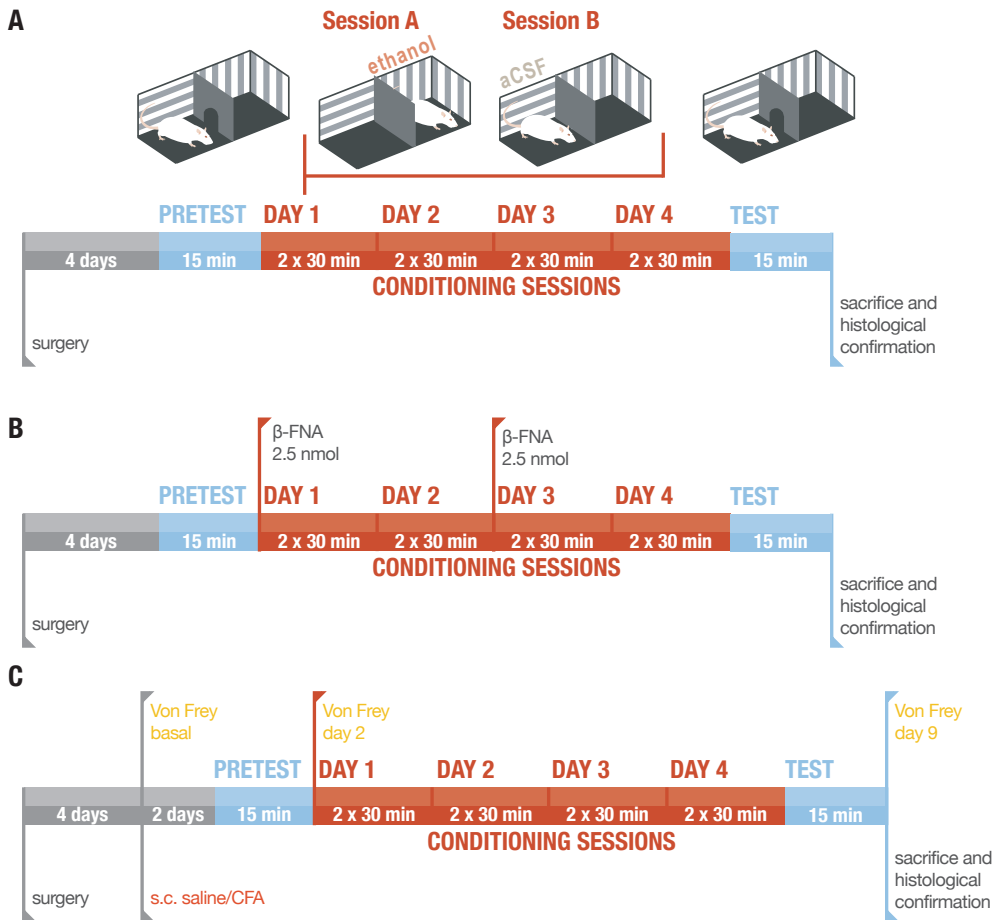 A
Session A
Session B
ethanol
aCSF
PRETEST
DAY 1
DAY 2
DAY 3
DAY 4
TEST
4 days
15 min
2 x 30 min
2 x 30 min
2 x 30 min
2 x 30 min
15 min
CONDITIONING SESSIONS
surgery
sacrifice and
histological
confirmation
B
β-FNA
2.5 nmol
β-FNA
2.5 nmol
PRETEST
DAY 1
DAY 2
DAY 3
DAY 4
TEST
4 days
15 min
2 x 30 min
2 x 30 min
2 x 30 min
2 x 30 min
15 min
CONDITIONING SESSIONS
surgery
sacrifice and
histological
confirmation
C
Von Frey
basal
Von Frey
day 2
Von Frey
day 9
PRETEST
DAY 1
DAY 2
DAY 3
DAY 4
TEST
4 days
2 days
15 min
2 x 30 min
2 x 30 min
2 x 30 min
2 x 30 min
15 min
CONDITIONING SESSIONS
surgery
s.c. saline/CFA
sacrifice and
histological
confirmation